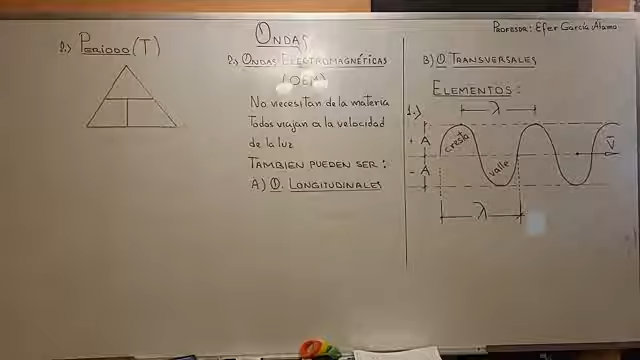 Profesor: Efer García Álamo
ONDAS
2.) PERIODO (T)
2.) ONDAS ELECTROMAGNÉTICAS
(OEM)
No necesitan de la materia
Todos viajan a la velocidad
de la luz
TAMBIEN PUEDEN SER:
A) O. LONGITUDINALES
B) O. TRANSVERSALES
ELEMENTOS:
1.)
λ
+ A
- A
cresta
valle
V
λ